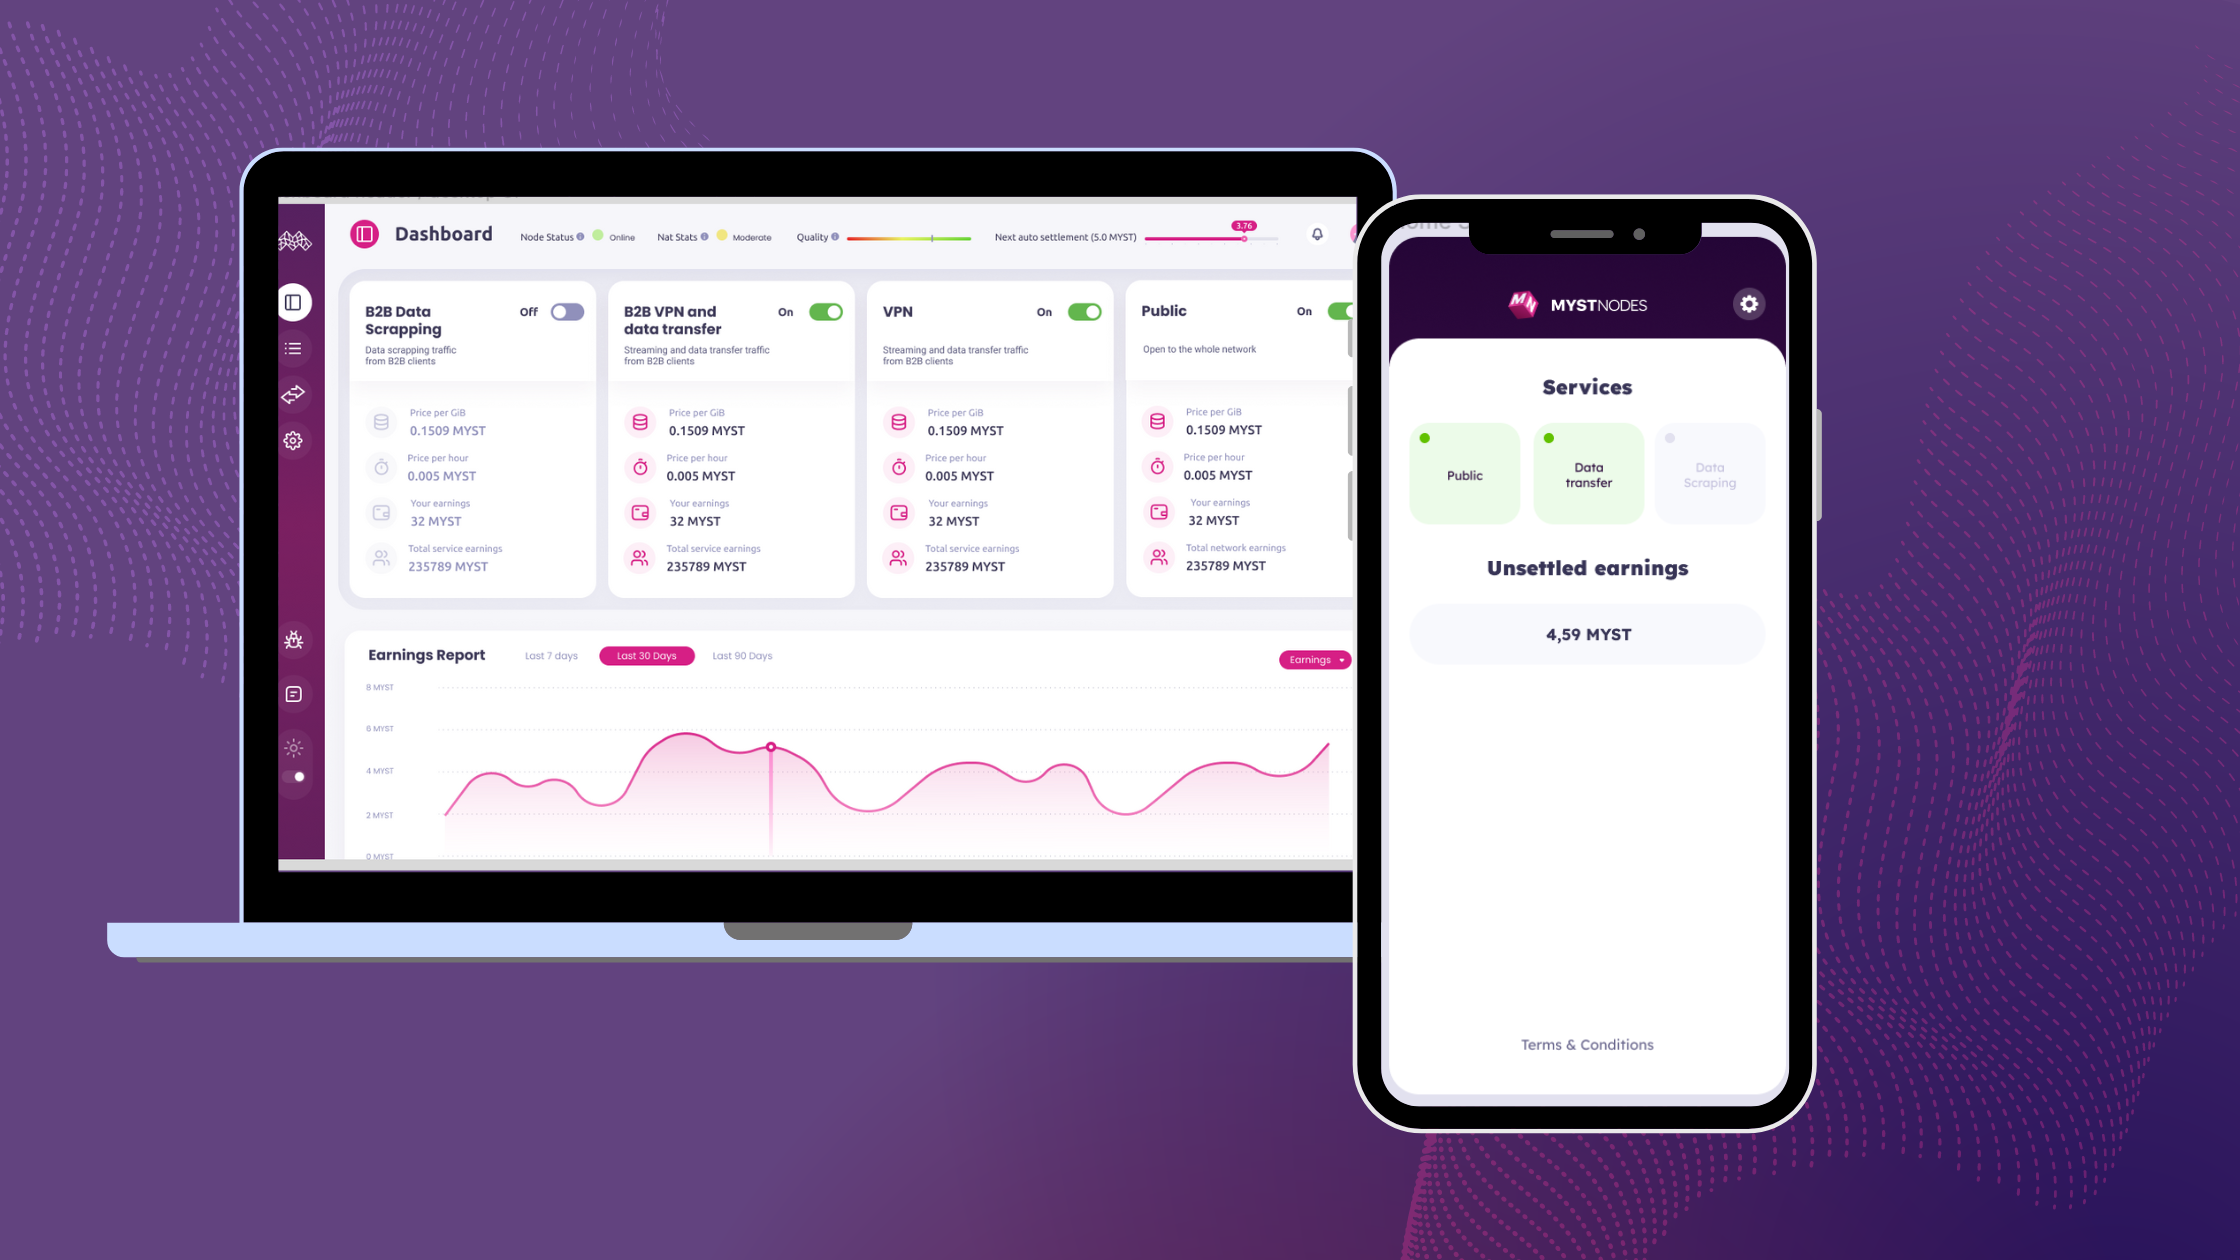 Dashboard
Node Status
Online
Nat Stats
Moderate
Quality
Next auto settlement (5.0 MYST)
3.76
B2B Data
Scrapping
Off
Data scrapping traffic
from B2B clients
Price per GiB
0.1509 MYST
Price per hour
0.005 MYST
Your earnings
32 MYST
Total service earnings
235789 MYST
B2B VPN and
data transfer
On
Streaming and data transfer traffic
from B2B clients
Price per GiB
0.1509 MYST
Price per hour
0.005 MYST
Your earnings
32 MYST
Total service earnings
235789 MYST
VPN
On
Streaming and data transfer traffic
from B2B clients
Price per GiB
0.1509 MYST
Price per hour
0.005 MYST
Your earnings
32 MYST
Total service earnings
235789 MYST
Public
On
Open to the whole network
Price per GiB
0.1509 MYST
Price per hour
0.005 MYST
Your earnings
32 MYST
Total network earnings
235789 MYST
Earnings Report
Last 7 days
Last 30 Days
Last 90 Days
Earnings
8 MYST
6 MYST
4 MYST
2 MYST
0 MYST
MN MYSTNODES
Services
Public
Data
transfer
Data
Scraping
Unsettled earnings
4,59 MYST
Terms & Conditions